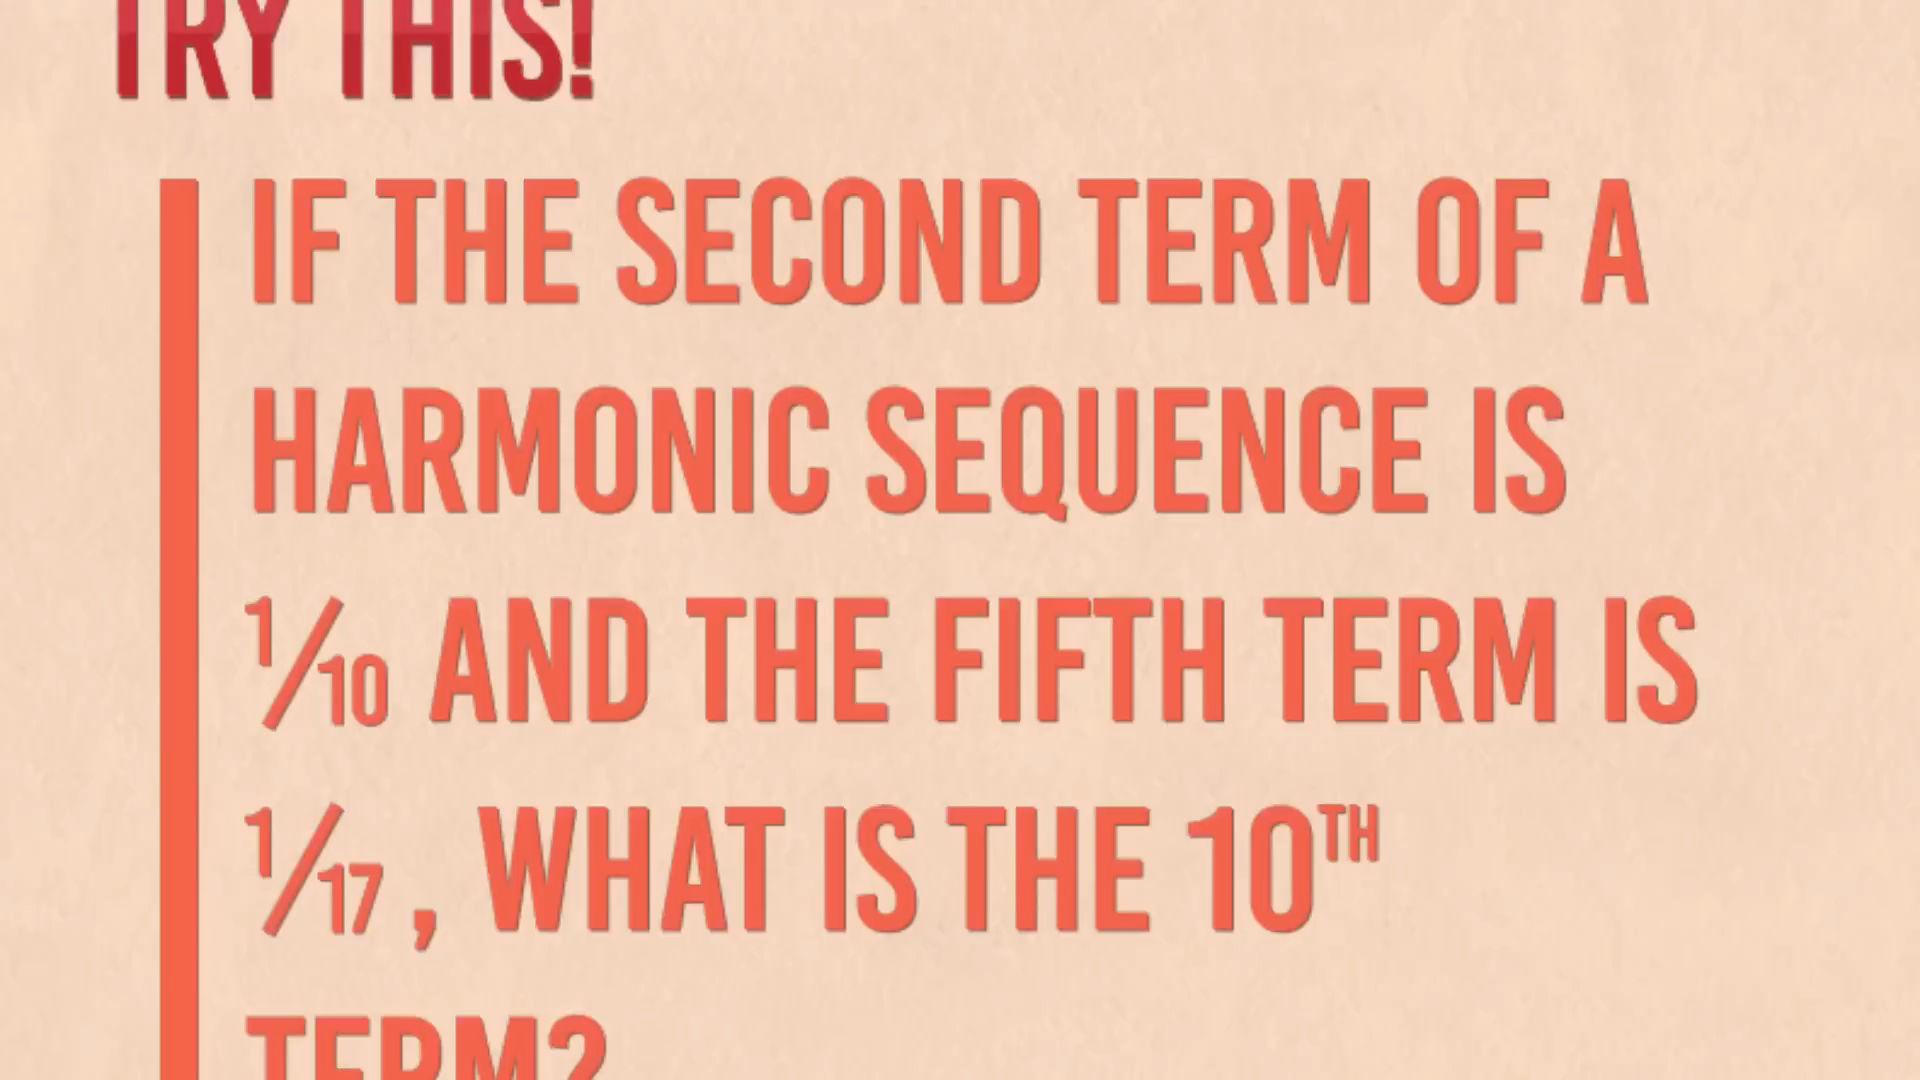 TRY THIS!
IF THE SECOND TERM OF A
HARMONIC SEQUENCE IS
1/10 AND THE FIFTH TERM IS
1/17, WHAT IS THE 10TH
TERM?